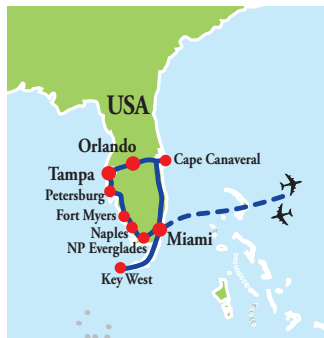 USA
Orlando
Cape Canaveral
Tampa
Petersburg
Fort Myers
Naples
NP Everglades
Miami
Key West